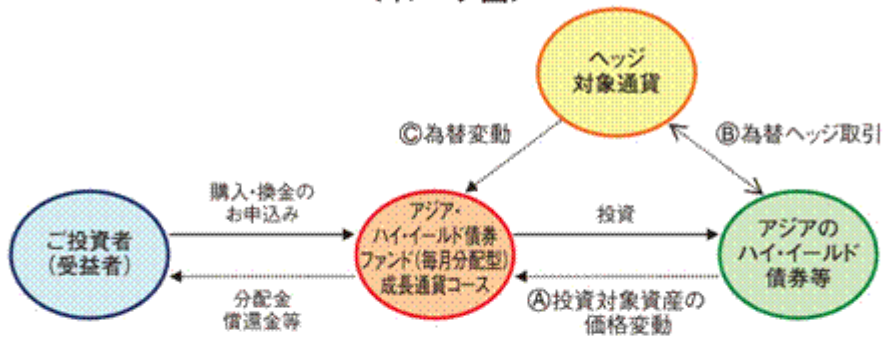 ヘッジ
対象通貨
Ⓒ為替変動
Ⓑ為替ヘッジ取引
購入・換金の
お申込み
ご投資者
(受益者)
アジア・
ハイ・イールド債券
ファンド(毎月分配型)
成長通貨コース
投資
アジアの
ハイ・イールド
債券等
分配金
償還金等
Ⓐ投資対象資産の
価格変動